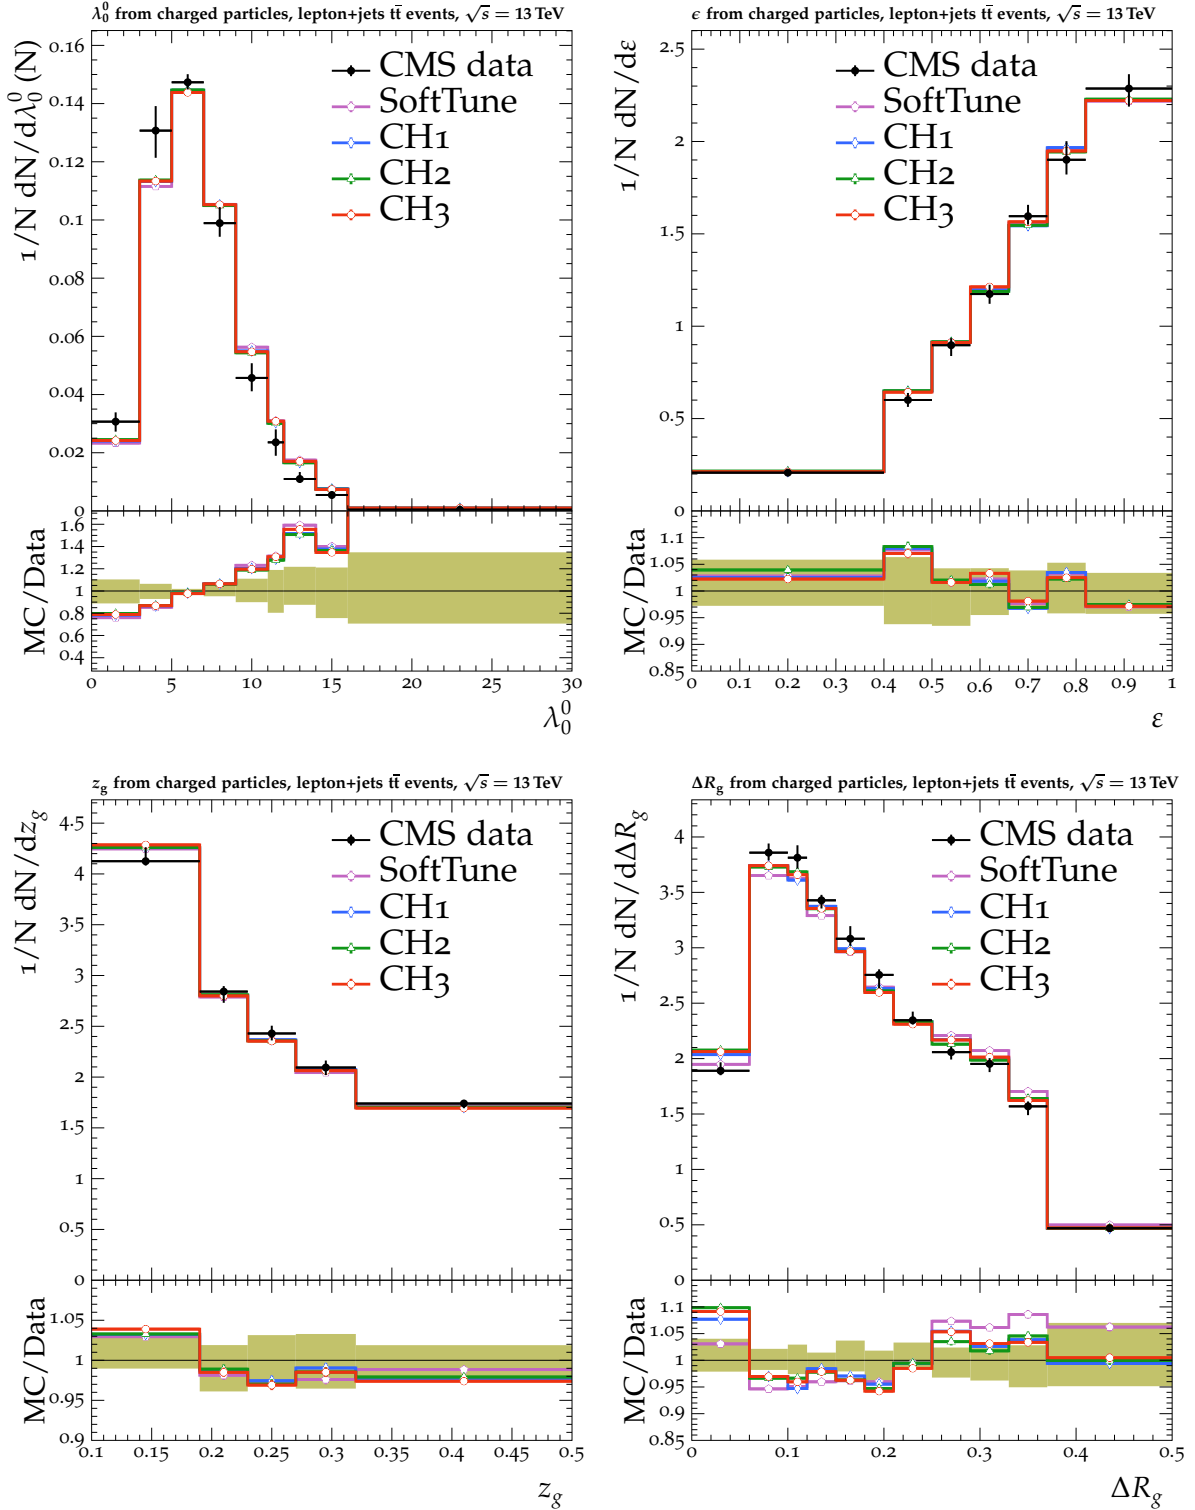 λ₀⁰ from charged particles, lepton+jets tt̄ events, √s = 13 TeV
1/N dN/dλ₀⁰ (N)
0.16
0.14
0.12
0.1
0.08
0.06
0.04
0.02
0
CMS data
SoftTune
CH1
CH2
CH3
MC/Data
1.6
1.4
1.2
1
0.8
0.6
0.4
0 5 10 15 20 25 30
λ₀⁰
ε from charged particles, lepton+jets tt̄ events, √s = 13 TeV
1/N dN/dε
2.5
2
1.5
1
0.5
0
CMS data
SoftTune
CH1
CH2
CH3
MC/Data
1.1
1.05
1
0.95
0.9
0.85
0 0.1 0.2 0.3 0.4 0.5 0.6 0.7 0.8 0.9 1
ε
z_g from charged particles, lepton+jets tt̄ events, √s = 13 TeV
1/N dN/dz_g
4.5
4
3.5
3
2.5
2
1.5
1
0.5
0
CMS data
SoftTune
CH1
CH2
CH3
MC/Data
1.05
1
0.95
0.9
0.1 0.15 0.2 0.25 0.3 0.35 0.4 0.45 0.5
z_g
ΔR_g from charged particles, lepton+jets tt̄ events, √s = 13 TeV
1/N dN/dΔR_g
4
3.5
3
2.5
2
1.5
1
0.5
0
CMS data
SoftTune
CH1
CH2
CH3
MC/Data
1.1
1.05
1
0.95
0.9
0.85
0 0.1 0.2 0.3 0.4 0.5
ΔR_g